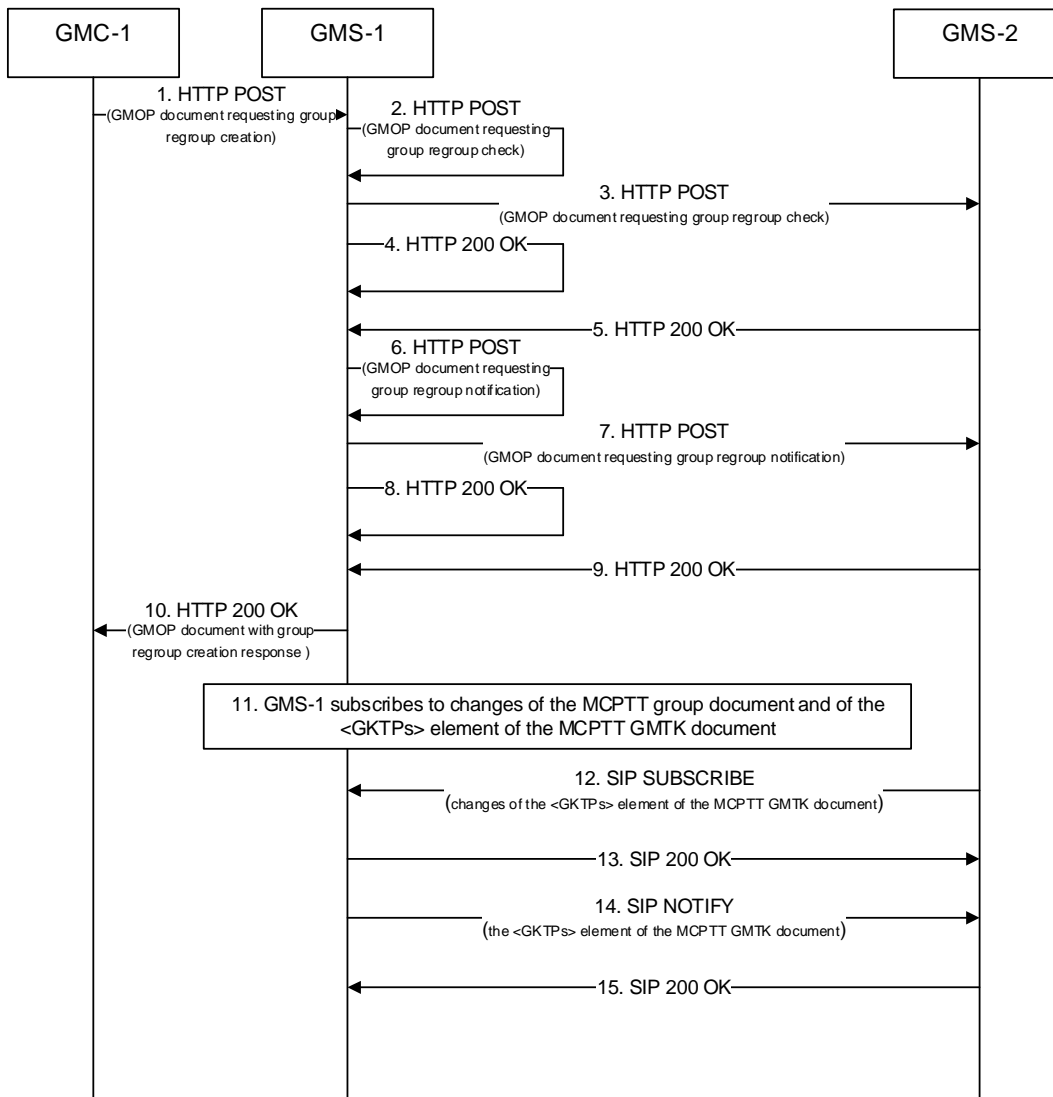 GMC-1
GMS-1
GMS-2
1. HTTP POST
(GMOP document requesting group
regroup creation)
2. HTTP POST
(GMOP document requesting
group regroup check)
3. HTTP POST
(GMOP document requesting group regroup check)
4. HTTP 200 OK
5. HTTP 200 OK
6. HTTP POST
(GMOP document requesting
group regroup notification)
7. HTTP POST
(GMOP document requesting group regroup notification)
8. HTTP 200 OK
9. HTTP 200 OK
10. HTTP 200 OK
(GMOP document with group
regroup creation response )
11. GMS-1 subscribes to changes of the MCPTT group document and of the
<GKTPs> element of the MCPTT GMTK document
12. SIP SUBSCRIBE
(changes of the <GKTPs> element of the MCPTT GMTK document)
13. SIP 200 OK
14. SIP NOTIFY
(the <GKTPs> element of the MCPTT GMTK document)
15. SIP 200 OK